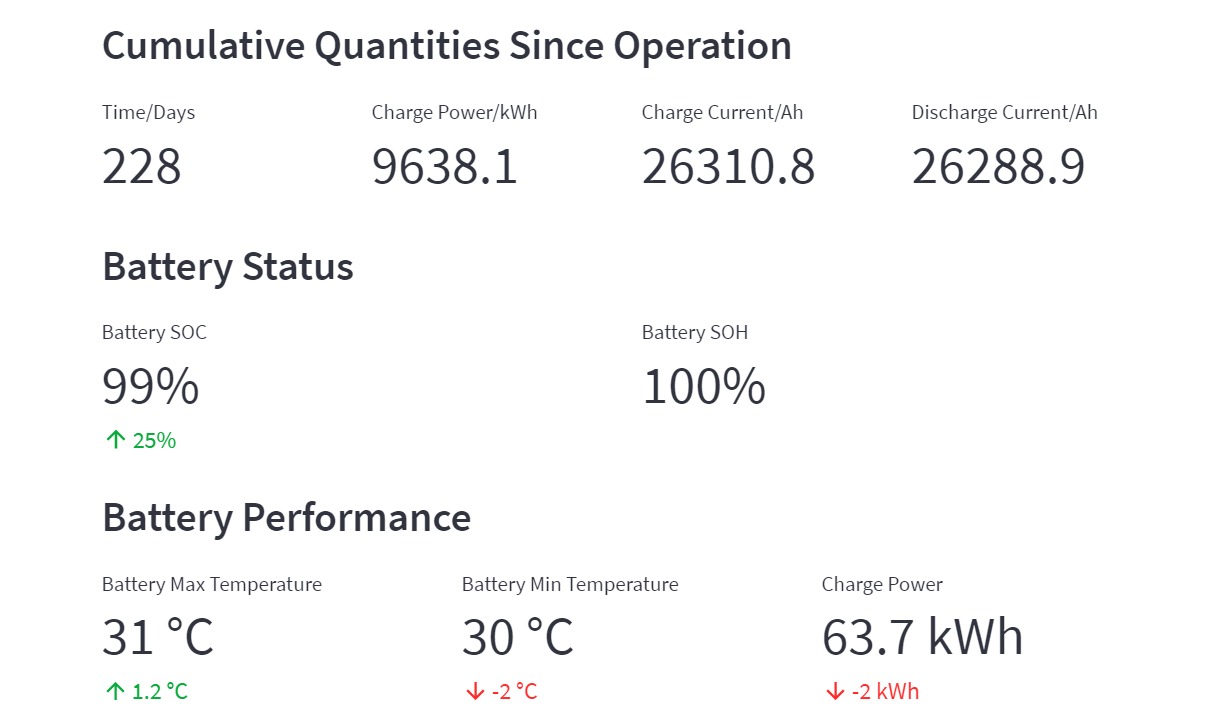 Cumulative Quantities Since Operation
Time/Days Charge Power/kWh Charge Current/Ah Discharge Current/Ah
228 9638.1 26310.8 26288.9
Battery Status
Battery SOC Battery SOH
99% 100%
↑ 25%
Battery Performance
Battery Max Temperature Battery Min Temperature Charge Power
31 °C 30 °C 63.7 kWh
↑ 1.2 °C ↓ -2 °C ↓ -2 kWh